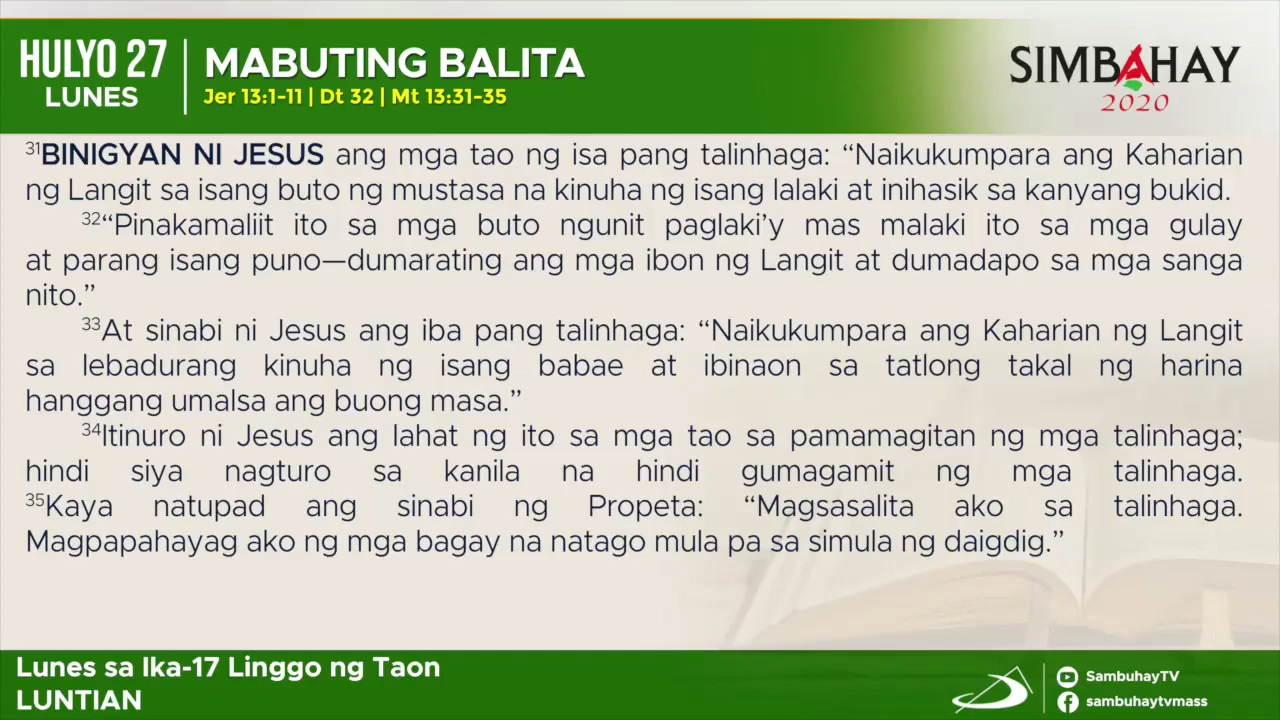 HULYO 27
LUNES
MABUTING BALITA
Jer 13:1-11 | Dt 32 | Mt 13:31-35
SIMBAHAY
2020
³¹BINIGYAN NI JESUS ang mga tao ng isa pang talinhaga: “Naikukumpara ang Kaharian
ng Langit sa isang buto ng mustasa na kinuha ng isang lalaki at inihasik sa kanyang bukid.
³²“Pinakamaliit ito sa mga buto ngunit paglaki’y mas malaki ito sa mga gulay
at parang isang puno—dumarating ang mga ibon ng Langit at dumadapo sa mga sanga
nito.”
³³At sinabi ni Jesus ang iba pang talinhaga: “Naikukumpara ang Kaharian ng Langit
sa lebadurang kinuha ng isang babae at ibinaon sa tatlong takal ng harina
hanggang umalsa ang buong masa.”
³⁴Itinuro ni Jesus ang lahat ng ito sa mga tao sa pamamagitan ng mga talinhaga;
hindi siya nagturo sa kanila na hindi gumagamit ng mga talinhaga.
³⁵Kaya natupad ang sinabi ng Propeta: “Magsasalita ako sa talinhaga.
Magpapahayag ako ng mga bagay na natago mula pa sa simula ng daigdig.”
Lunes sa Ika-17 Linggo ng Taon
LUNTIAN
SambuhayTV
sambuhaytvmass